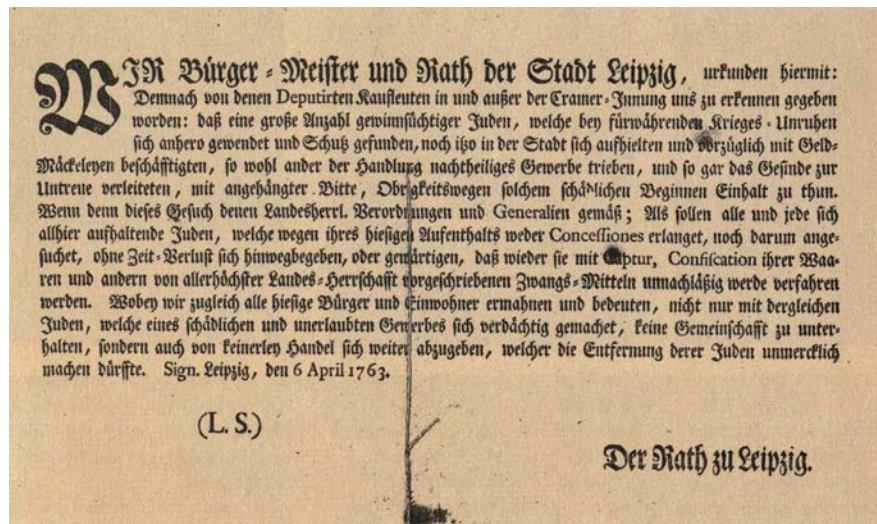 WJR Bürger-Meister und Rath der Stadt Leipzig, urkunden hiermit:
Demnach von denen Deputirten Kaufleuten in und außer der Cramer-Innung uns zu erkennen gegeben
worden: daß eine große Anzahl gewinnsüchtiger Juden, welche bey fürwährenden Krieges-Unruhen
sich anhero gewendet und Schutz gefunden, noch itzo in der Stadt sich aufhielten und vorzüglich mit Geld-
Mäckeleyen beschäfftigten, so wohl ander der Handlung nachtheiliges Gewerbe trieben, und so gar das Gesinde zur
Untreue verleiteten, mit angehängter Bitte, Obrigkeitswegen solchem schädlichen Beginnen Einhalt zu thun.
Wenn denn dieses Gesuch denen Landesherrl. Verordnungen und Generalien gemäß; Als sollen alle und jede sich
allhier aufhaltende Juden, welche wegen ihres hiesigen Aufenthalts weder Concessiones erlanget, noch darum ange-
suchet, ohne Zeit-Verlust sich hinwegbegeben, oder gewärtigen, daß wieder sie mit Captur, Confiscation ihrer Waa-
ren und andern von allerhöchster Landes-Herrschafft vorgeschriebenen Zwangs-Mitteln unnachläßig werde verfahren
werden. Wobey wir zugleich alle hiesige Bürger und Einwohner ermahnen und bedeuten, nicht nur mit dergleichen
Juden, welche eines schädlichen und unerlaubten Gewerbes sich verdächtig gemachet, keine Gemeinschafft zu unter-
halten, sondern auch von keinerley Handel sich weiter abzugeben, welcher die Entfernung derer Juden unmercklich
machen dürffte. Sign. Leipzig, den 6 April 1763.
(L. S.)
Der Rath zu Leipzig.